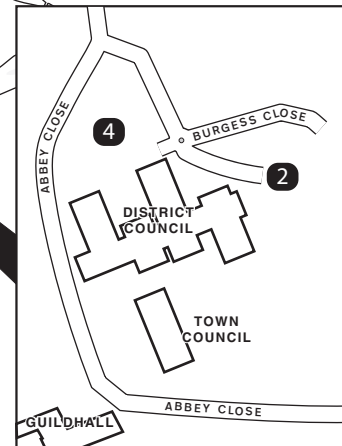 ABBEY CLOSE
BURGESS CLOSE
4
2
DISTRICT
COUNCIL
TOWN
COUNCIL
ABBEY CLOSE
GUILDHALL